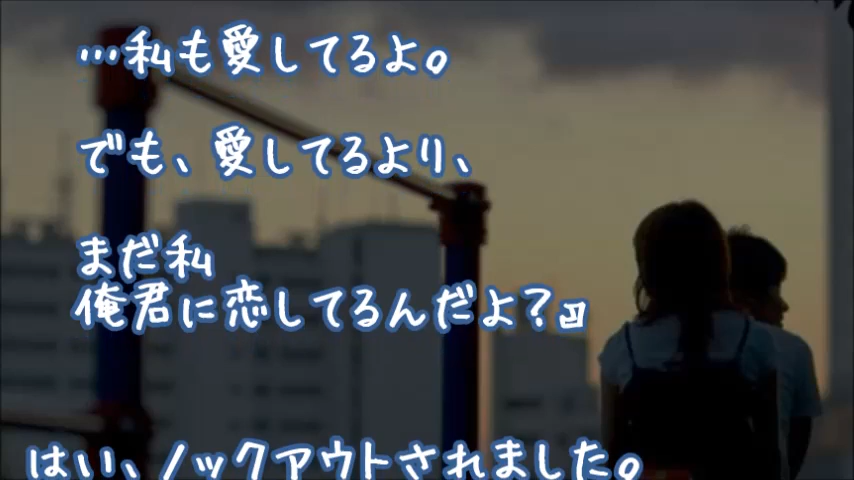 …私も愛してるよ。
でも、愛してるより、
まだ私
俺君に恋してるんだよ？』
はい、ノックアウトされました。